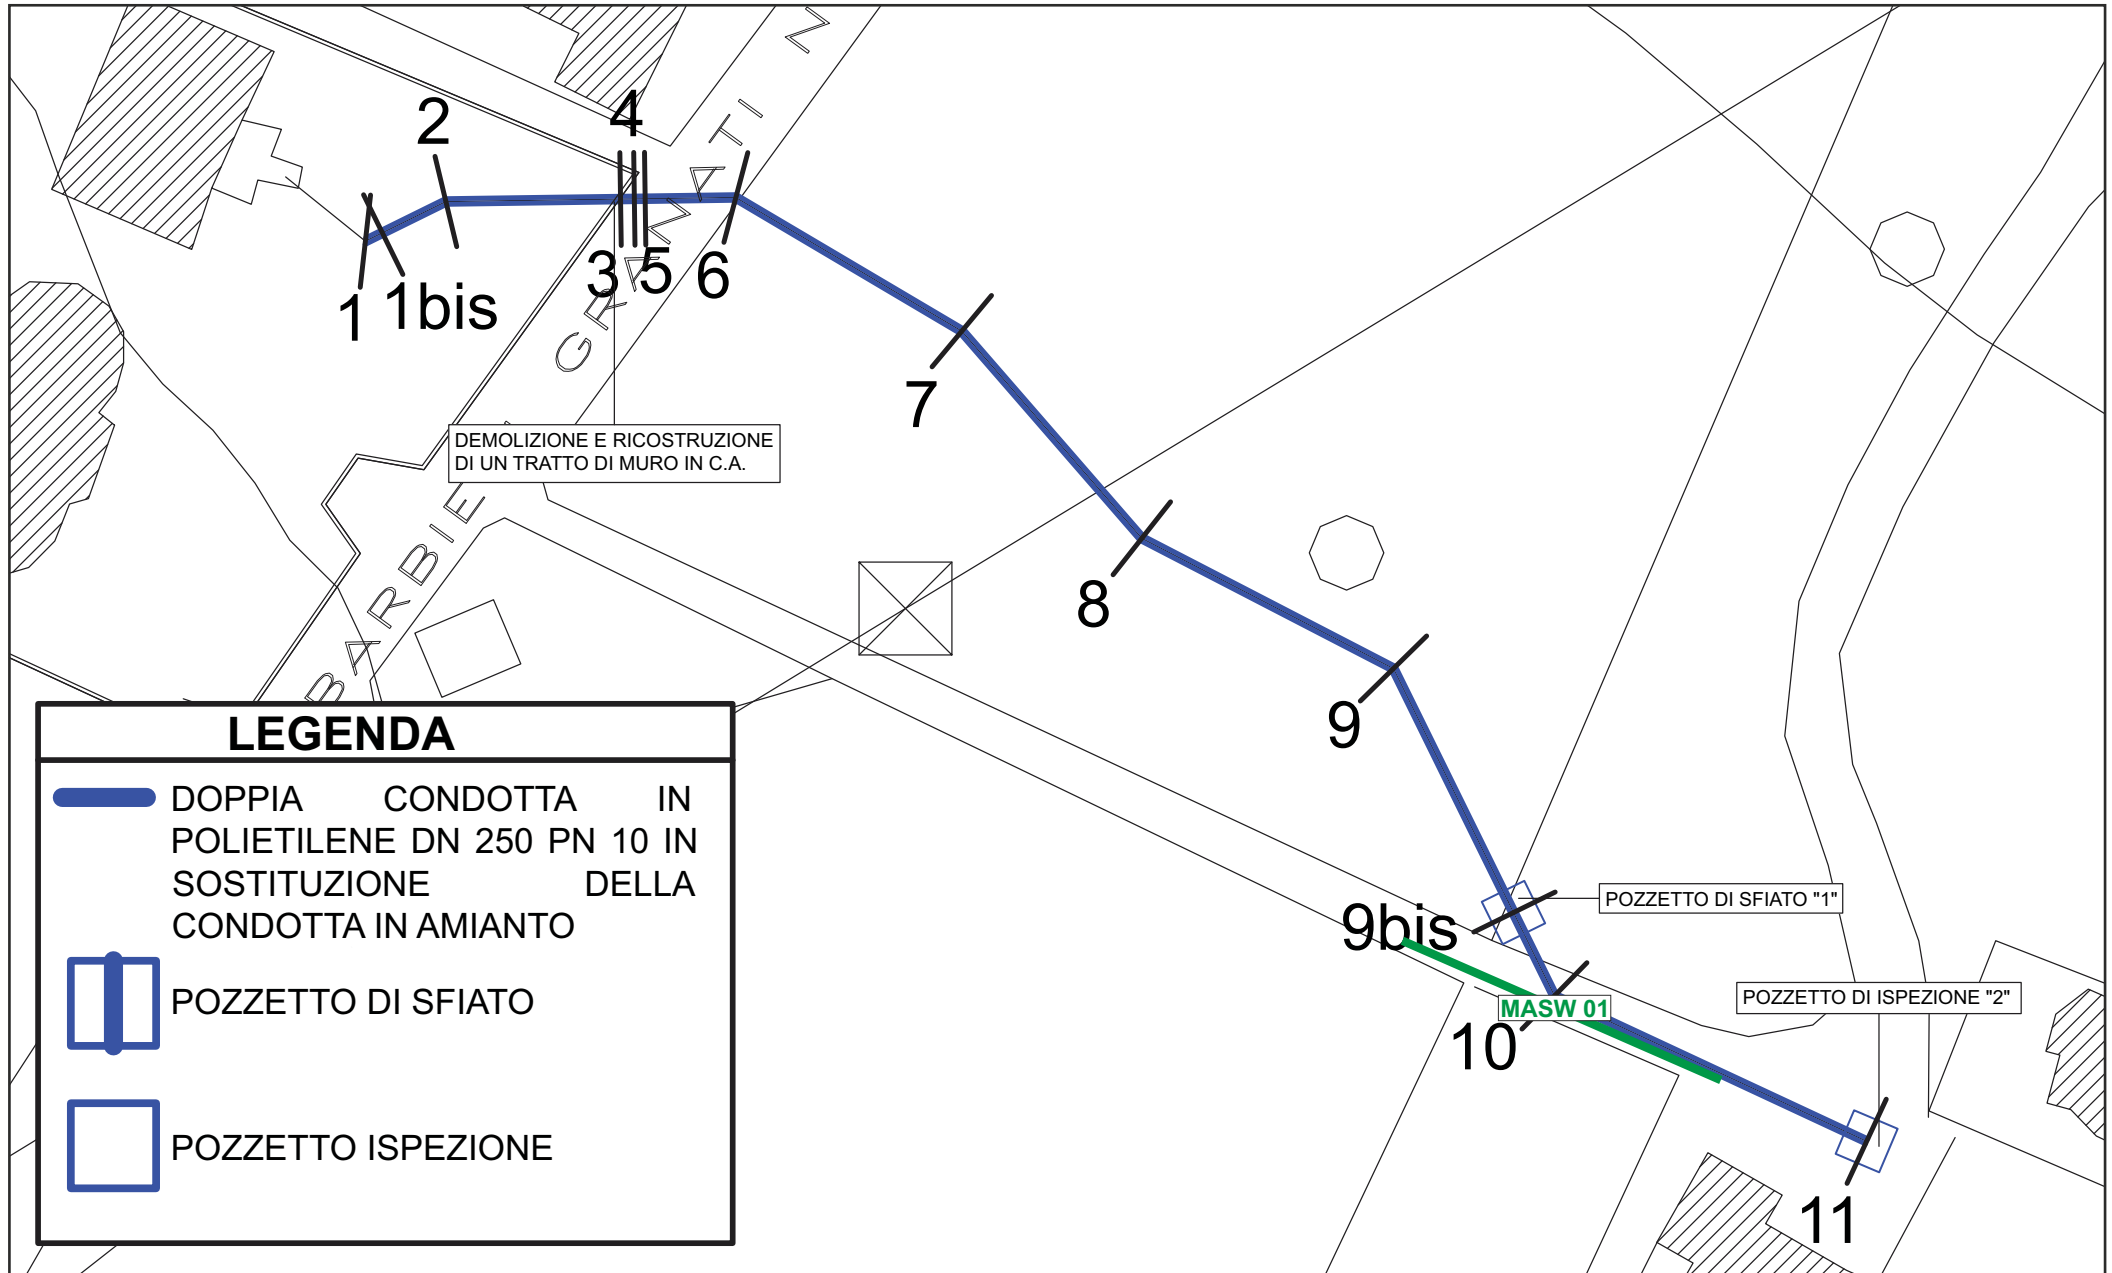 2
4
1
1bis
3
5
6
BARBIE
GRANATI N
7
DEMOLIZIONE E RICOSTRUZIONE
DI UN TRATTO DI MURO IN C.A.
8
9
9bis
POZZETTO DI SFIATO "1"
MASW 01
10
POZZETTO DI ISPEZIONE "2"
11
LEGENDA
DOPPIA CONDOTTA IN
POLIETILENE DN 250 PN 10 IN
SOSTITUZIONE DELLA
CONDOTTA IN AMIANTO
POZZETTO DI SFIATO
POZZETTO ISPEZIONE